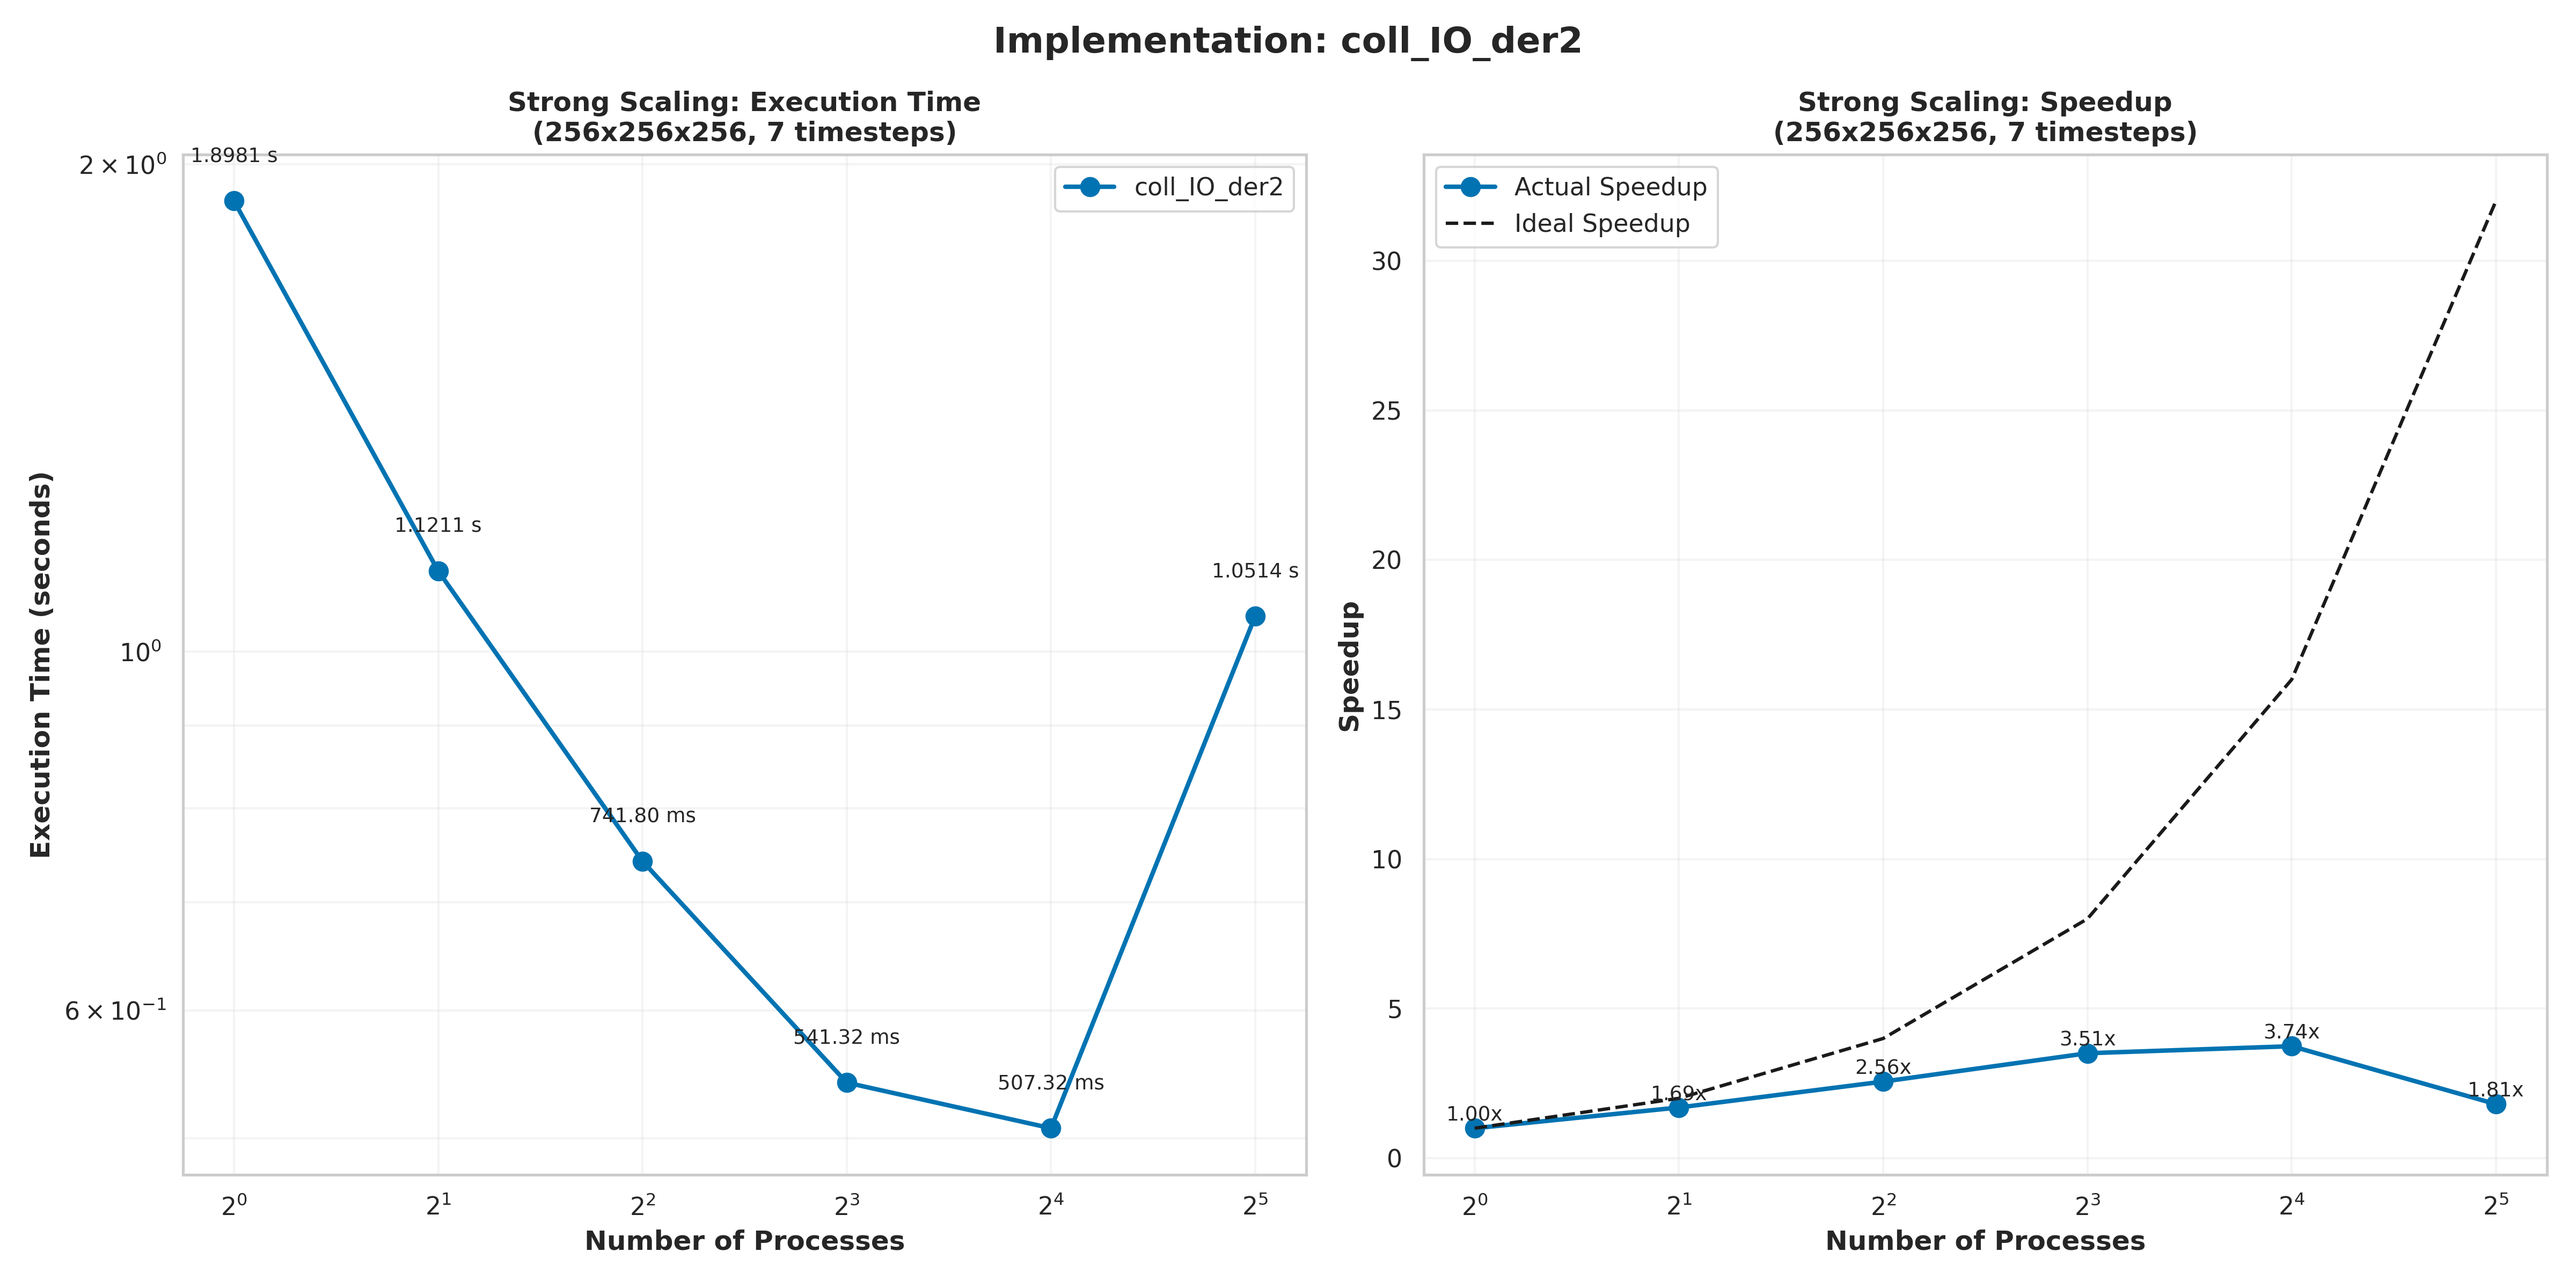 Implementation: coll_IO_der2
Strong Scaling: Execution Time
(256x256x256, 7 timesteps)
coll_IO_der2
Execution Time (seconds)
2 × 10⁰
10⁰
6 × 10⁻¹
1.8981 s
1.1211 s
741.80 ms
541.32 ms
507.32 ms
1.0514 s
2⁰
2¹
2²
2³
2⁴
2⁵
Number of Processes
Strong Scaling: Speedup
(256x256x256, 7 timesteps)
Actual Speedup
Ideal Speedup
Speedup
30
25
20
15
10
5
0
1.00x
1.69x
2.56x
3.51x
3.74x
1.81x
2⁰
2¹
2²
2³
2⁴
2⁵
Number of Processes